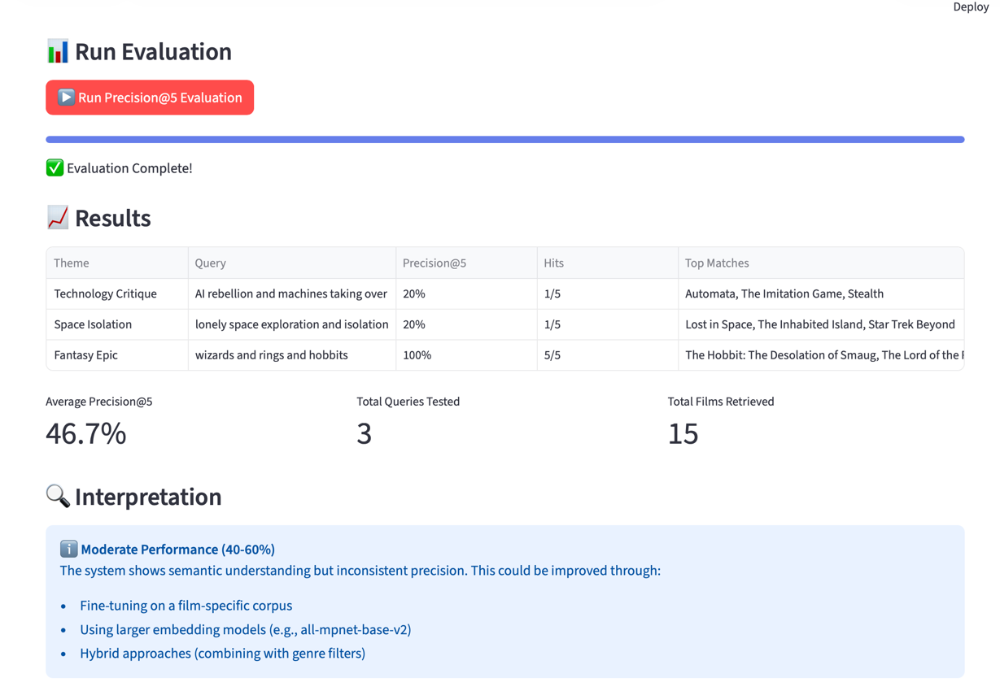 Deploy
Run Evaluation
Run Precision@5 Evaluation
Evaluation Complete!
Results
Theme Query Precision@5 Hits Top Matches
Technology Critique AI rebellion and machines taking over 20% 1/5 Automata, The Imitation Game, Stealth
Space Isolation lonely space exploration and isolation 20% 1/5 Lost in Space, The Inhabited Island, Star Trek Beyond
Fantasy Epic wizards and rings and hobbits 100% 5/5 The Hobbit: The Desolation of Smaug, The Lord of the
Average Precision@5 Total Queries Tested Total Films Retrieved
46.7% 3 15
Interpretation
Moderate Performance (40-60%)
The system shows semantic understanding but inconsistent precision. This could be improved through:
• Fine-tuning on a film-specific corpus
• Using larger embedding models (e.g., all-mpnet-base-v2)
• Hybrid approaches (combining with genre filters)